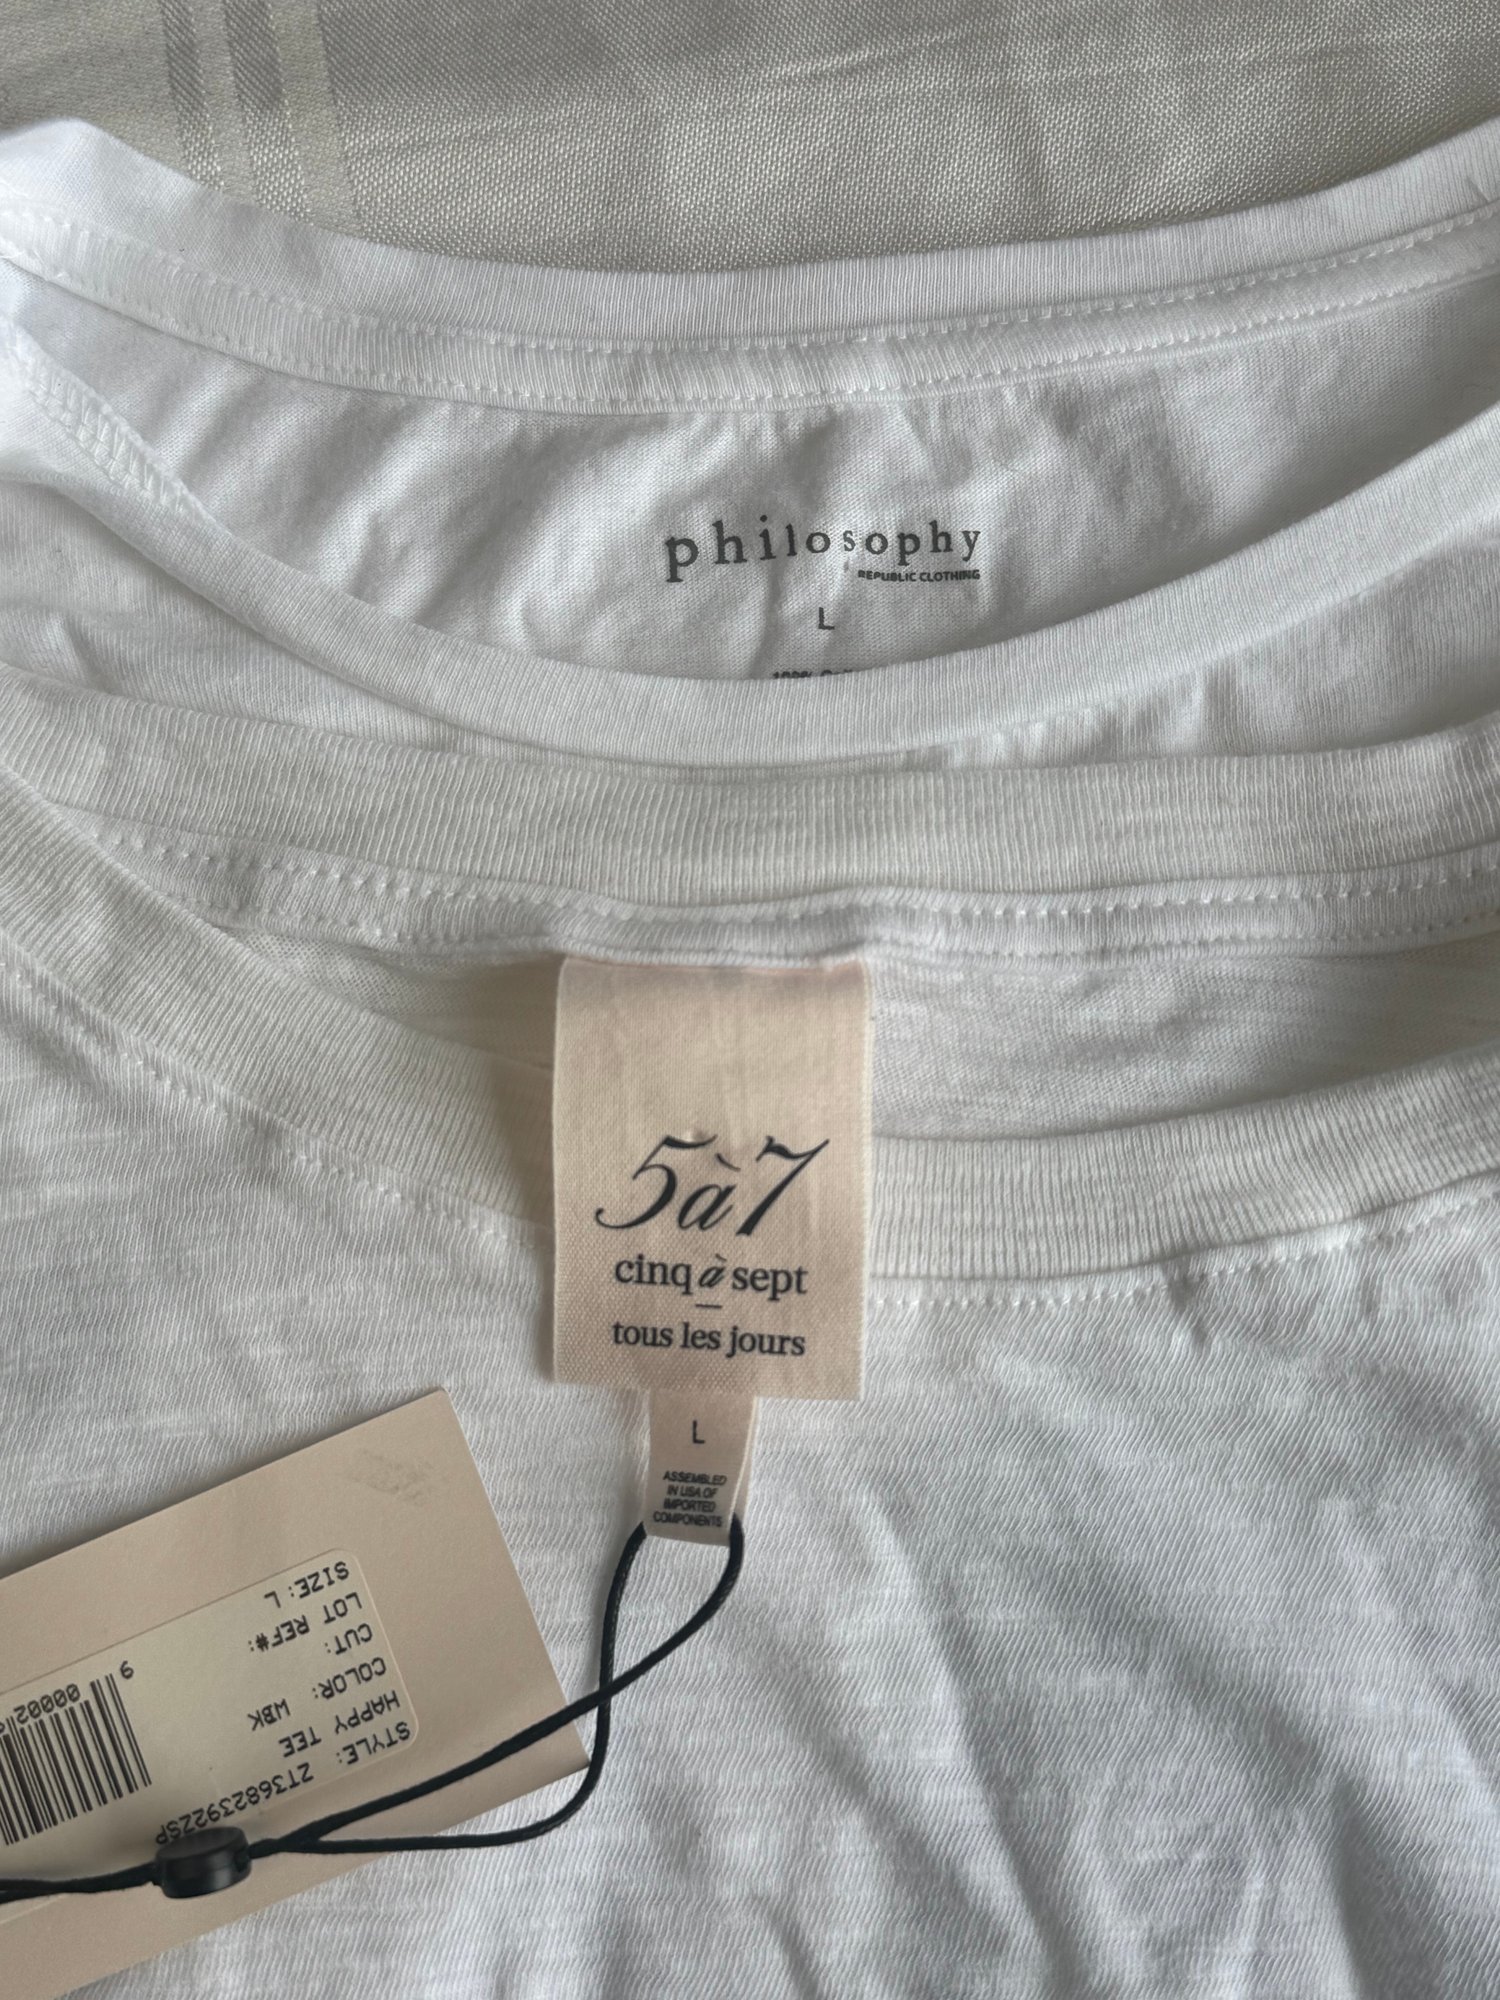 philosophy
REPUBLIC CLOTHING
L
5à7
cinq à sept
—
tous les jours
L
ASSEMBLED
IN USA OF
IMPORTED
COMPONENTS
STYLE: ZT3682392ZSP
HAPPY TEE
COLOR: WBK
CUT:
LOT REF#:
SIZE: L
9